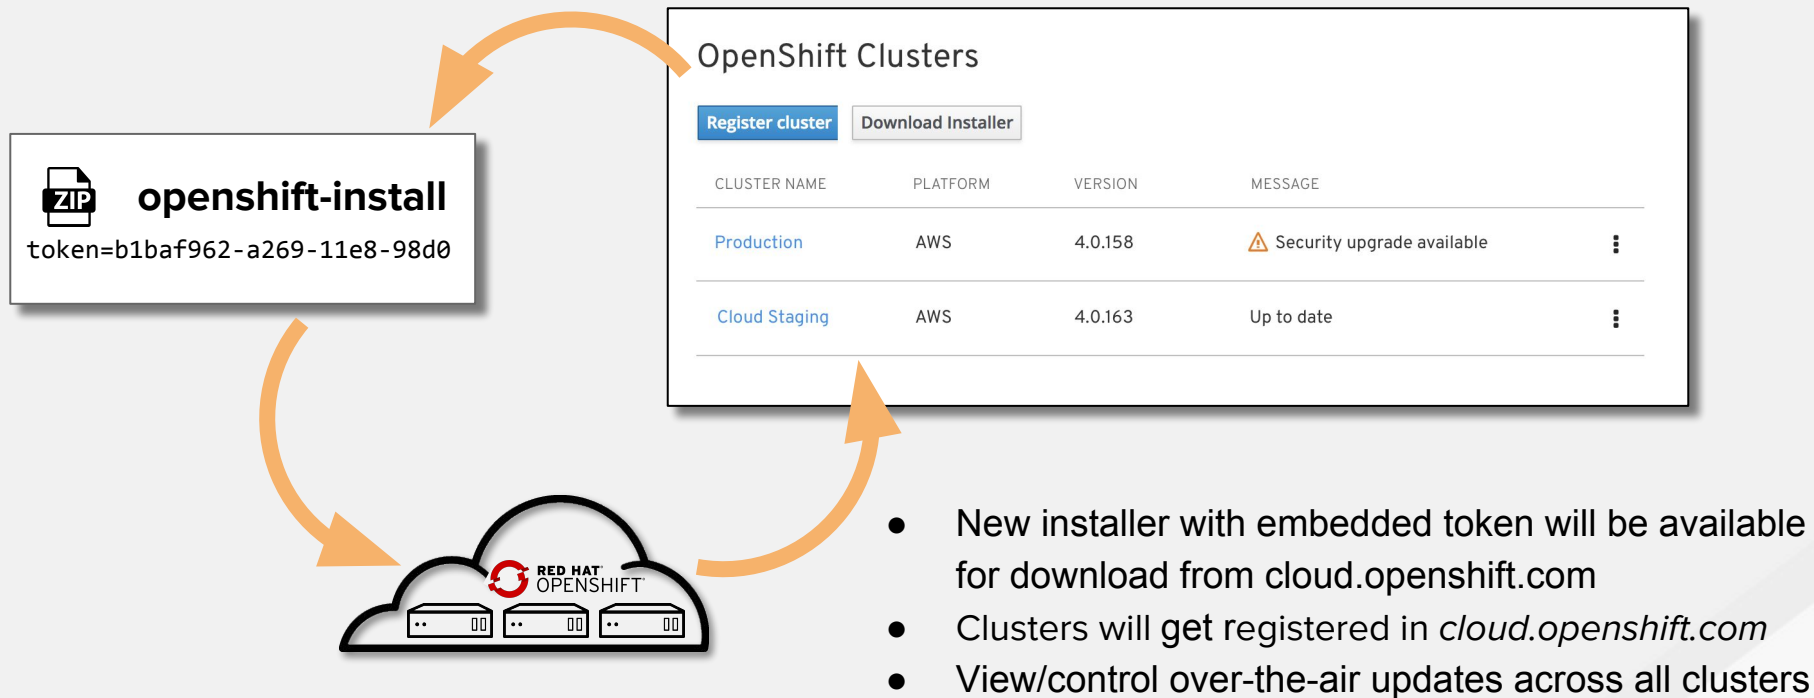 OpenShift Clusters
Register cluster Download Installer
CLUSTER NAME PLATFORM VERSION MESSAGE
Production AWS 4.0.158 Security upgrade available
Cloud Staging AWS 4.0.163 Up to date
ZIP openshift-install
token=b1baf962-a269-11e8-98d0
RED HAT
OPENSHIFT
● New installer with embedded token will be available
for download from cloud.openshift.com
● Clusters will get registered in cloud.openshift.com
● View/control over-the-air updates across all clusters